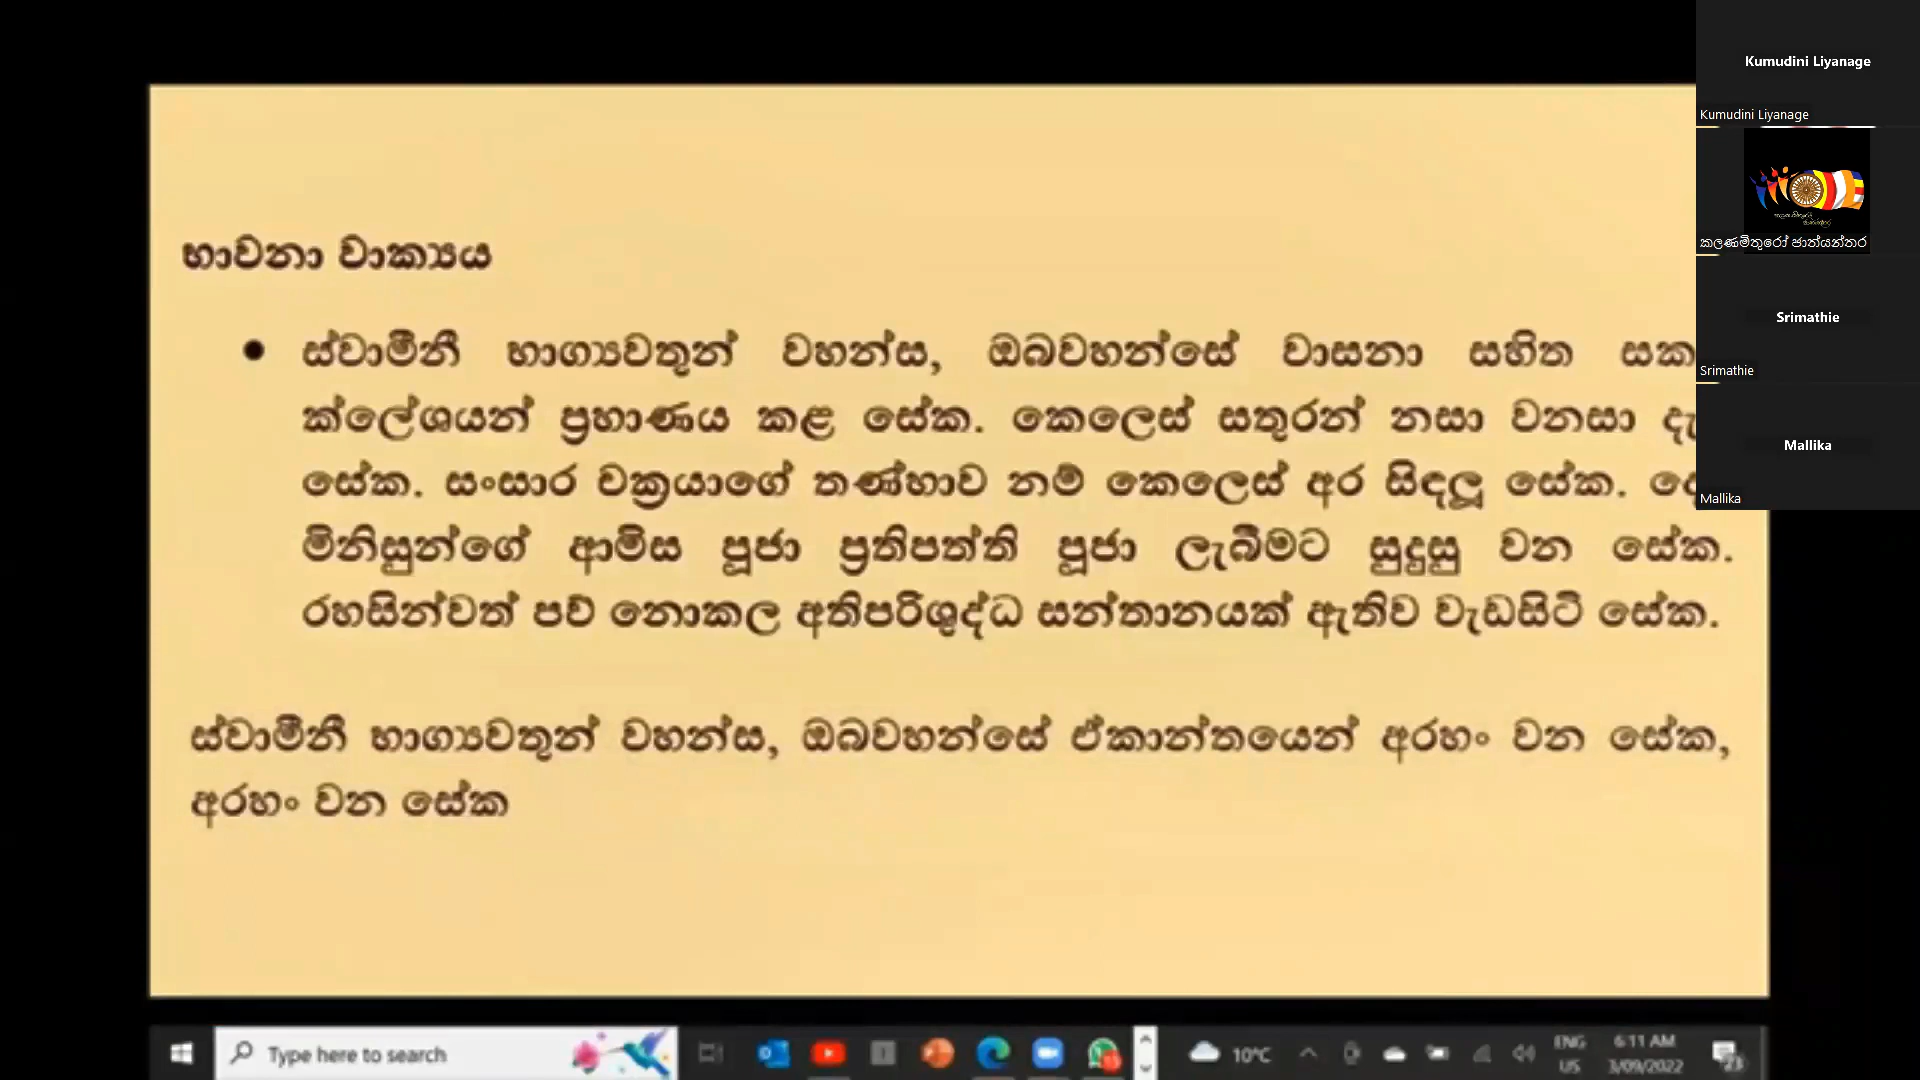 භාවනා වාක්‍යය
● ස්වාමීනී භාග්‍යවතුන් වහන්ස, ඔබවහන්සේ වාසනා සහිත
ක්ලේශයන් ප්‍රහාණය කළ සේක. කෙලෙස් සතුරන් නසා වනසා
සේක. සංසාර චක්‍රයාගේ තණ්භාව නම් කෙලෙස් අර සිඳලූ සේක.
මිනිසුන්ගේ ආමිස පූජා ප්‍රතිපත්ති පූජා ලැබීමට සුදුසු වන සේක.
රහසින්වත් පව් නොකල අතිපරිශුද්ධ සන්තානයක් ඇතිව වැඩසිටි සේක.
ස්වාමීනී භාග්‍යවතුන් වහන්ස, ඔබවහන්සේ ඒකාන්තයෙන් අරහං වන සේක,
අරහං වන සේක
Kumudini Liyanage
Kumudini Liyanage
කලණමිතුරෝ ජාත්යන්තර
Srimathie
Srimathie
Mallika
Mallika
Type here to search
10°C
ENG
US
6:11 AM
3/09/2022